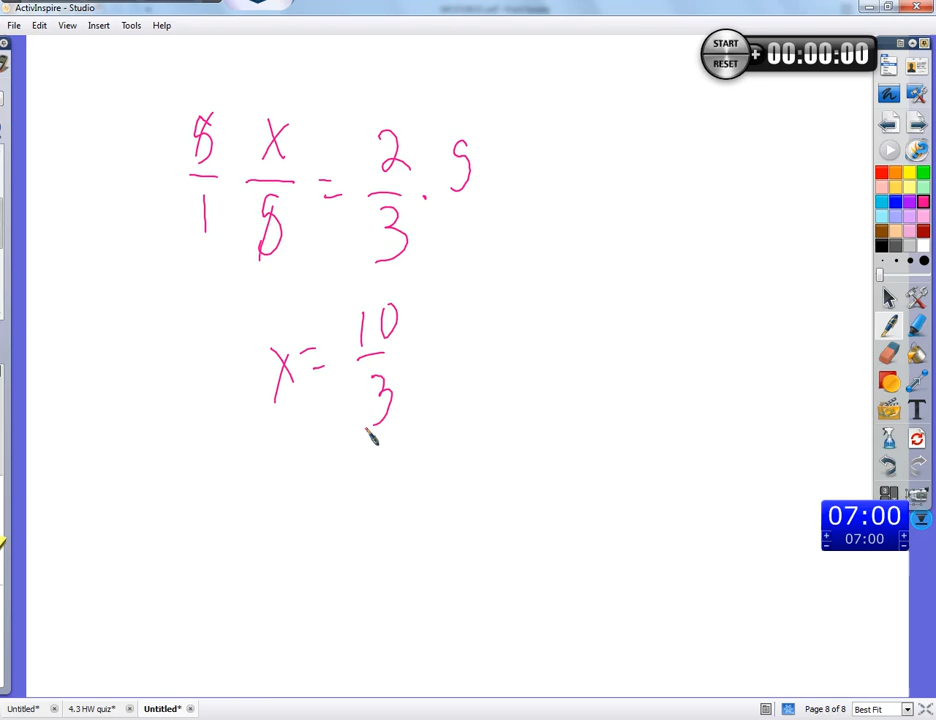 ActivInspire - Studio
File Edit View Insert Tools Help
START
RESET
+ 00:00:00
5/1 x/5 = 2/3 . 5
x = 10/3
07:00
07:00
Untitled* 4.3 HW quiz* Untitled* Page 8 of 8 Best Fit